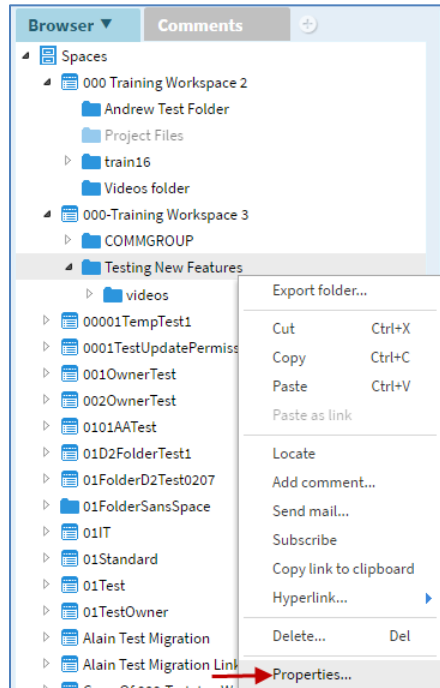 Browser ▼ Comments
Spaces
000 Training Workspace 2
Andrew Test Folder
Project Files
train16
Videos folder
000-Training Workspace 3
COMMGROUP
Testing New Features
videos
Export folder...
00001TempTest1
Cut Ctrl+X
0001TestUpdatePermiss
Copy Ctrl+C
001OwnerTest
Paste Ctrl+V
002OwnerTest
Paste as link
0101AATest
Locate
01D2FolderTest1
Add comment...
01FolderD2Test0207
Send mail...
01FolderSansSpace
Subscribe
01IT
Copy link to clipboard
01Standard
Hyperlink...
01Test
01TestOwner
Delete... Del
Alain Test Migration
Alain Test Migration Link
Properties...